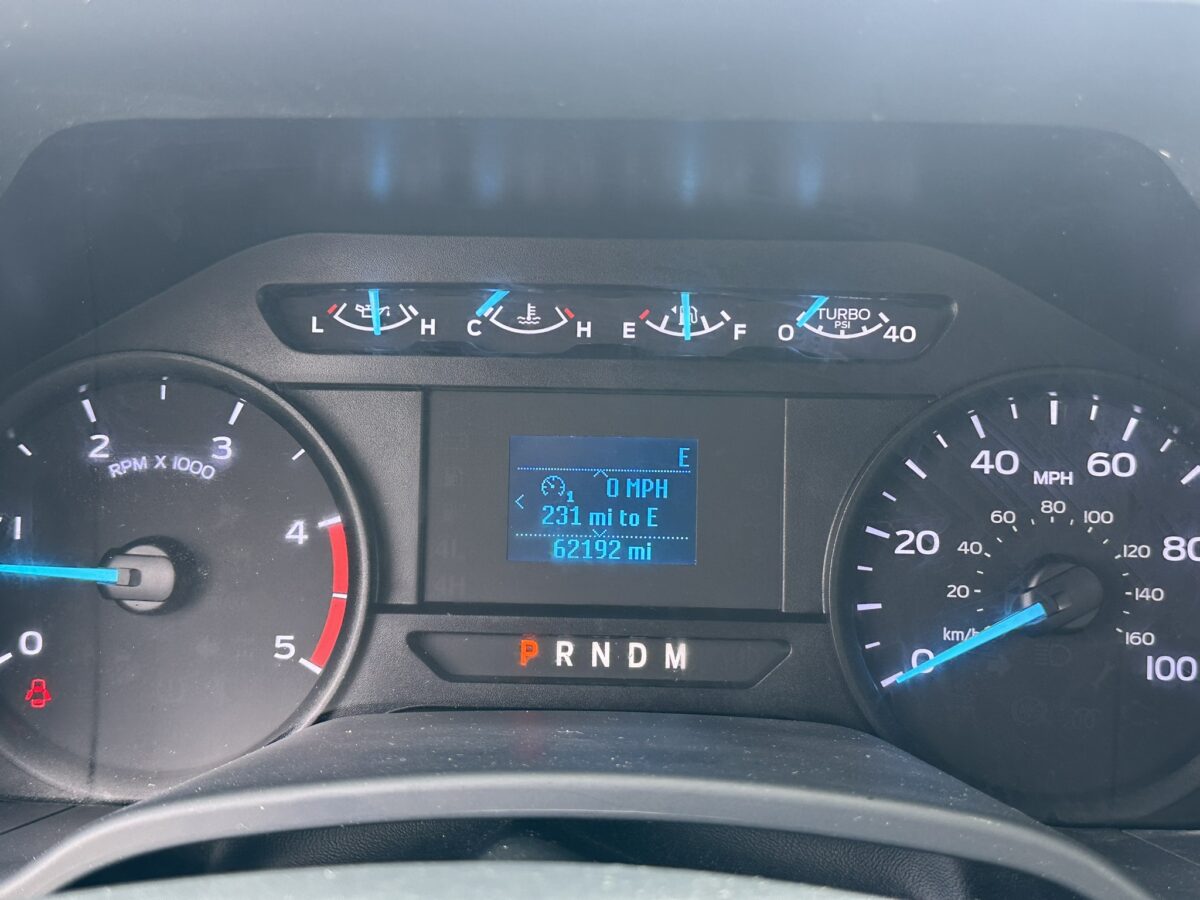 L H C H E F 0 TURBO 40
PSI
2 3
RPM X 1000
1 4
0 5
E
0 MPH
1
231 mi to E
62192 mi
P R N D M
40 MPH 60
20 80
0 100
60 80 100
40 120
20 140
km/h 160